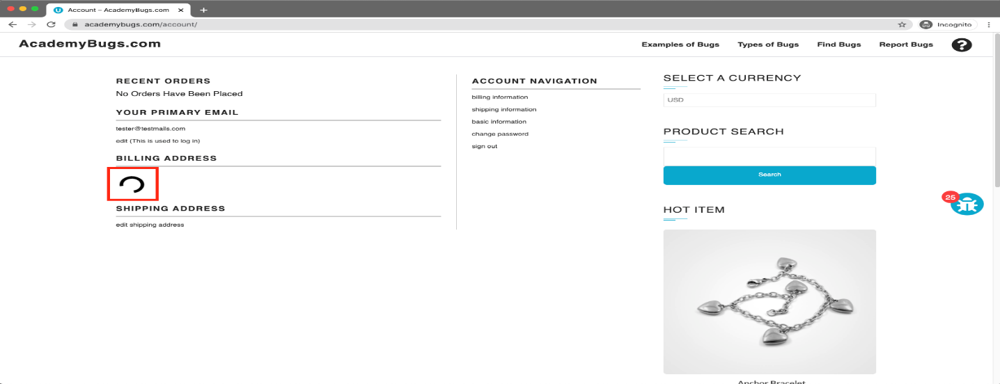 Account – AcademyBugs.com
academybugs.com/account/
Incognito
AcademyBugs.com
Examples of Bugs
Types of Bugs
Find Bugs
Report Bugs
?
RECENT ORDERS
No Orders Have Been Placed
YOUR PRIMARY EMAIL
tester@testmails.com
edit (This is used to log in)
BILLING ADDRESS
SHIPPING ADDRESS
edit shipping address
ACCOUNT NAVIGATION
billing information
shipping information
basic information
change password
sign out
SELECT A CURRENCY
USD
PRODUCT SEARCH
Search
25
HOT ITEM
Anchor Bracelet